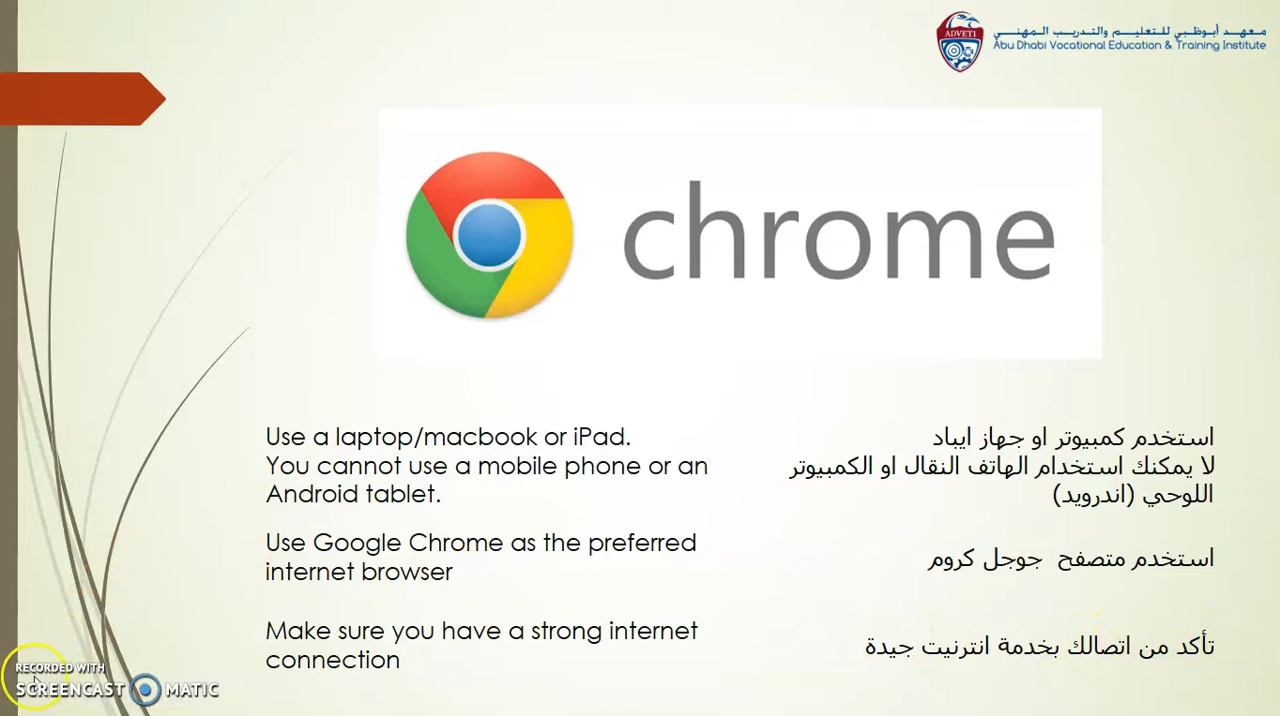 معهد أبوظبي للتعليم والتدريب المهني
ADVETI
Abu Dhabi Vocational Education & Training Institute
chrome
Use a laptop/macbook or iPad.
You cannot use a mobile phone or an
Android tablet.
استخدم كمبيوتر او جهاز ايباد
لا يمكنك استخدام الهاتف النقال او الكمبيوتر
اللوحي (اندرويد)
Use Google Chrome as the preferred
internet browser
استخدم متصفح جوجل كروم
Make sure you have a strong internet
connection
تأكد من اتصالك بخدمة انترنيت جيدة
RECORDED WITH
SCREENCAST MATIC